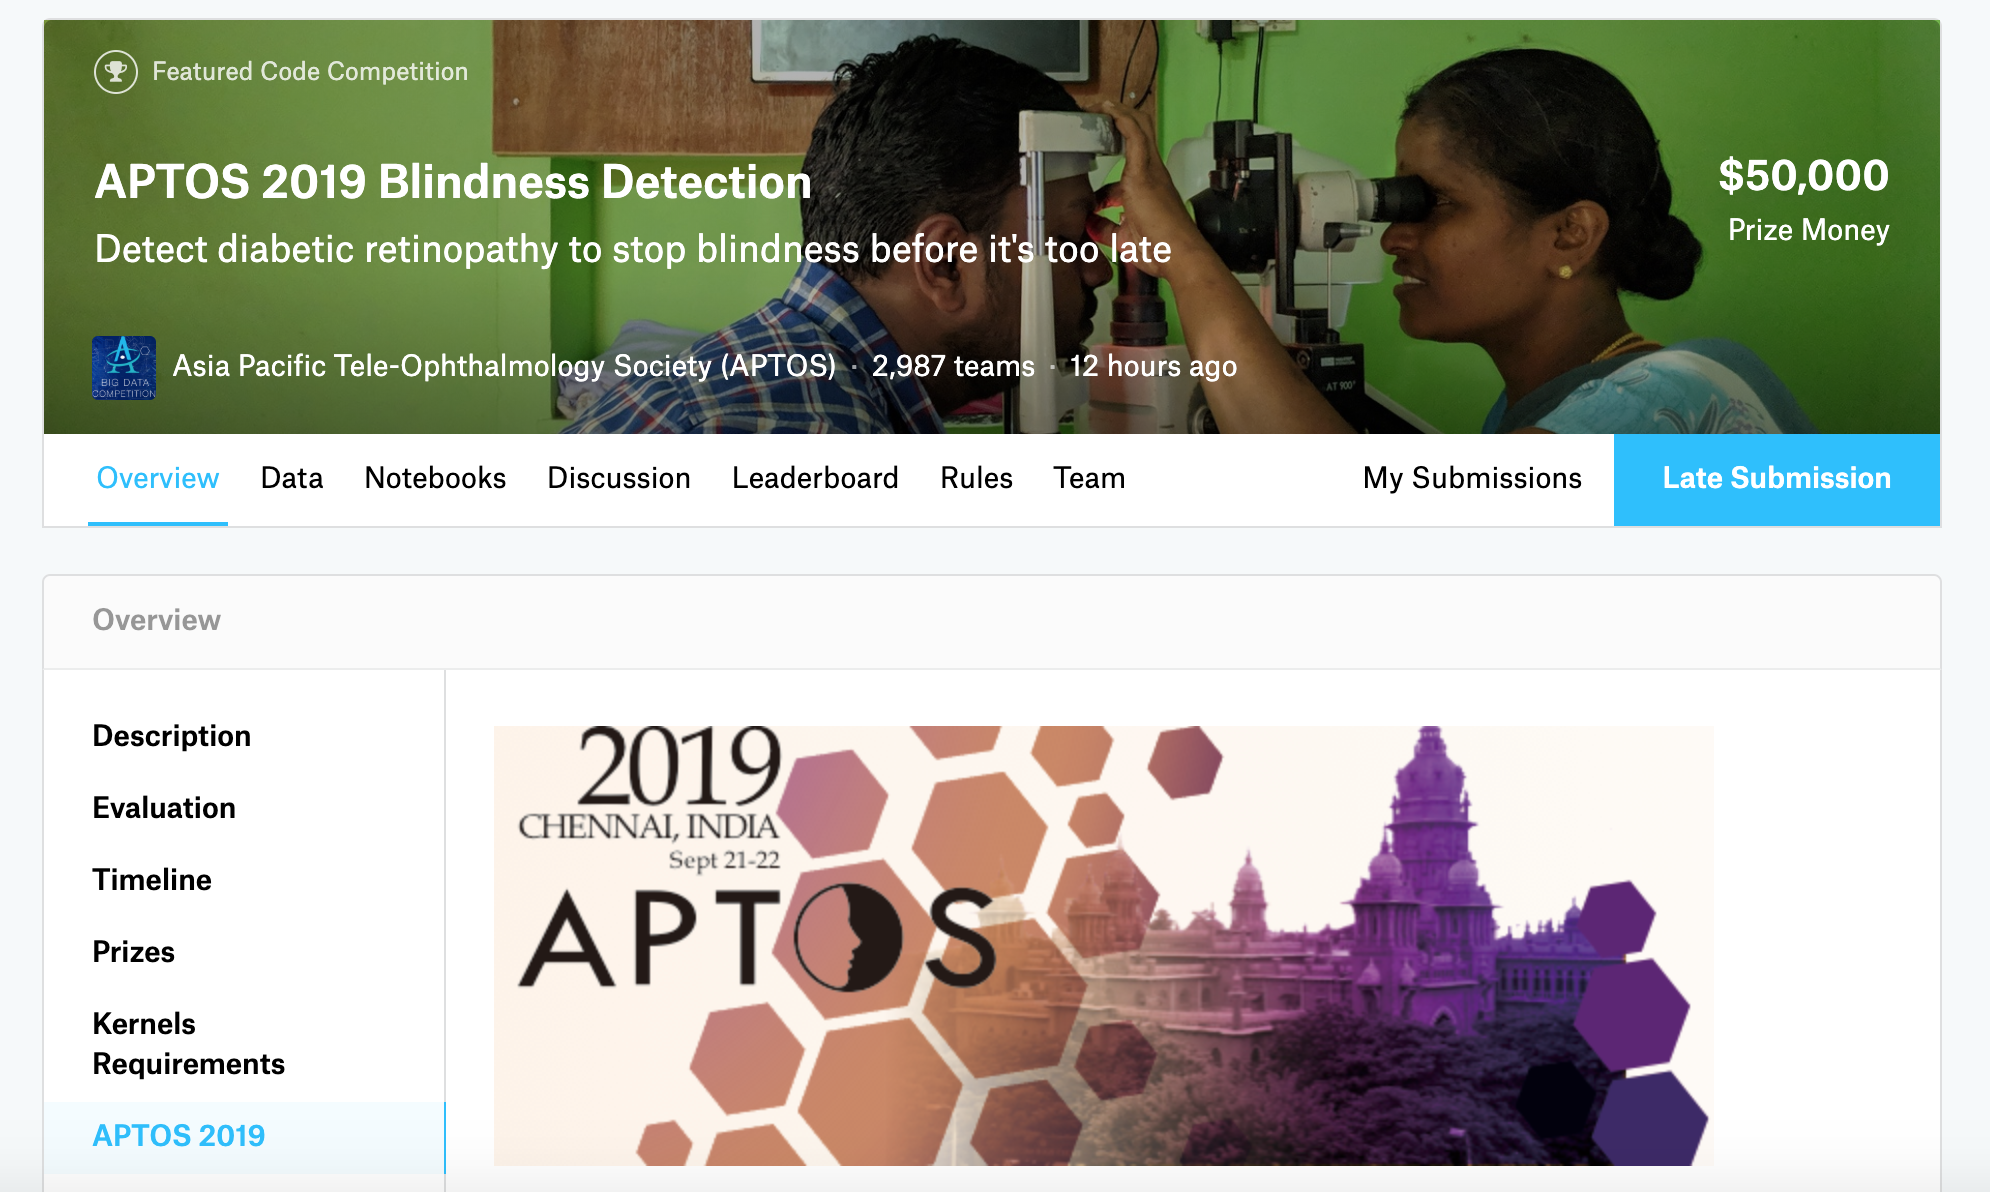 Featured Code Competition
APTOS 2019 Blindness Detection
Detect diabetic retinopathy to stop blindness before it's too late
$50,000
Prize Money
A
BIG DATA
COMPETITION
Asia Pacific Tele-Ophthalmology Society (APTOS) · 2,987 teams · 12 hours ago
AT 900
Overview Data Notebooks Discussion Leaderboard Rules Team My Submissions Late Submission
Overview
Description
Evaluation
Timeline
Prizes
Kernels
Requirements
APTOS 2019
2019
CHENNAI, INDIA
Sept 21-22
APTOS